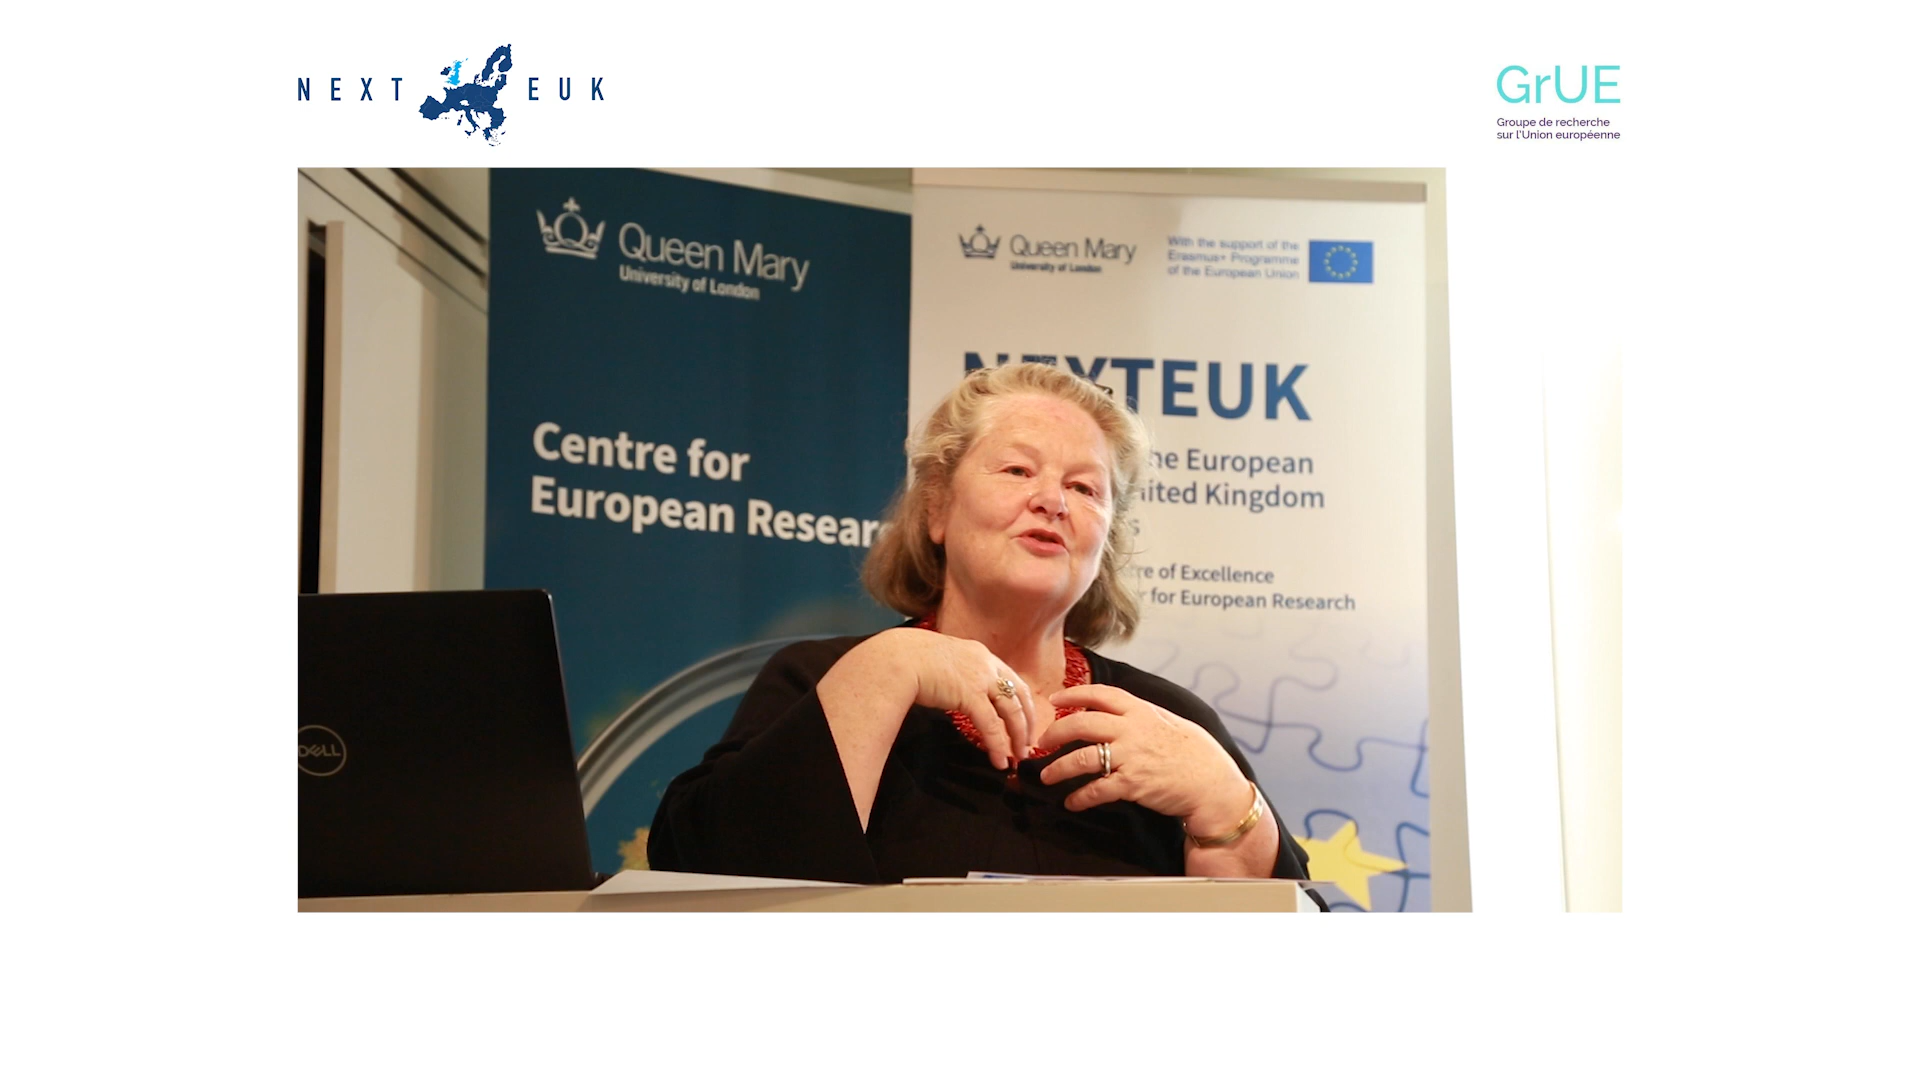 NEXT EUK
GrUE
Groupe de recherche
sur l'Union européenne
Queen Mary
University of London
Centre for
European Resear
Queen Mary
University of London
With the support of the
Erasmus+ Programme
of the European Union
NEXTEUK
he European
nited Kingdom
s
re of Excellence
r for European Research
DELL